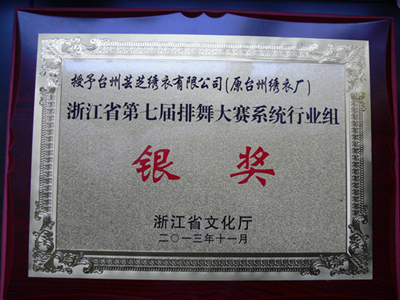 授予台州芸芝绣衣有限公司(原台州绣衣厂)
浙江省第七届排舞大赛系统行业组
银奖
浙江省文化厅
二〇一三年十一月